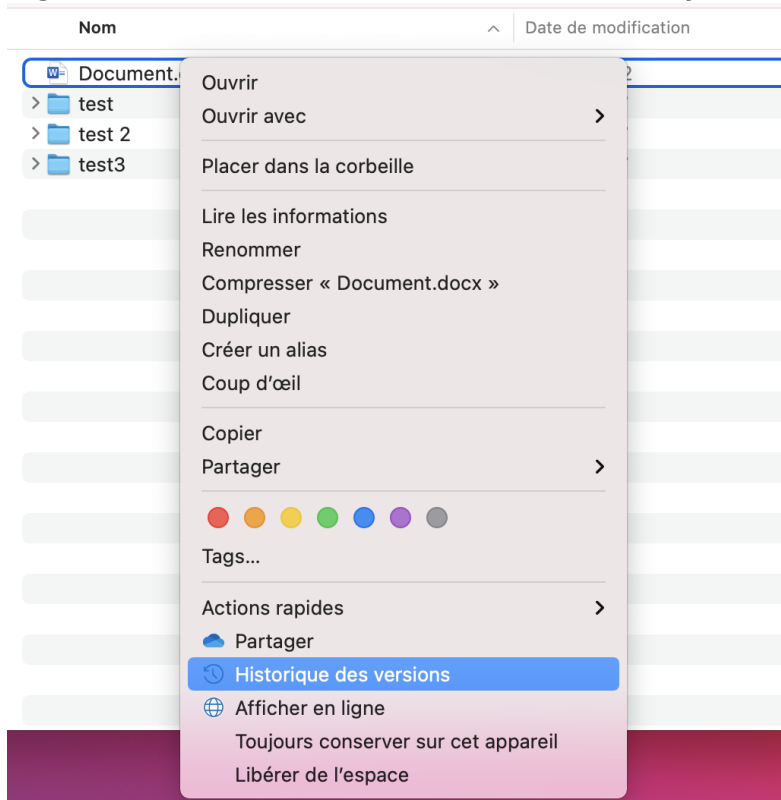 Nom Date de modification
Document.
test
test 2
test3
Ouvrir
Ouvrir avec
Placer dans la corbeille
Lire les informations
Renommer
Compresser « Document.docx »
Dupliquer
Créer un alias
Coup d’œil
Copier
Partager
Tags...
Actions rapides
Partager
Historique des versions
Afficher en ligne
Toujours conserver sur cet appareil
Libérer de l’espace